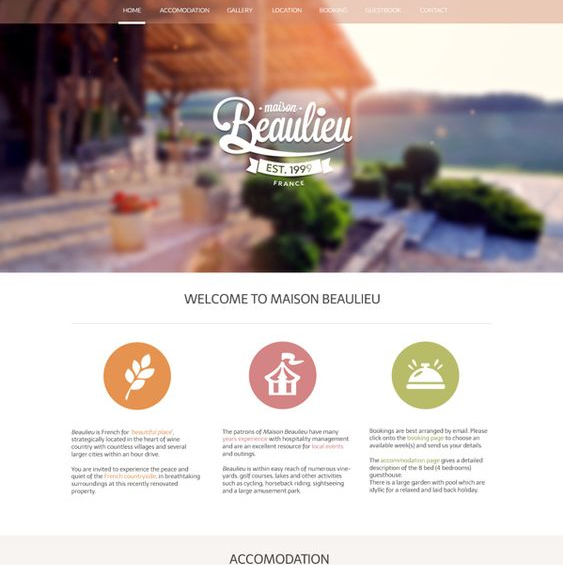 HOME ACCOMODATION GALLERY LOCATION BOOKING GUESTBOOK CONTACT
maison
Beaulieu
EST. 1999
FRANCE
WELCOME TO MAISON BEAULIEU
Beaulieu is French for 'beautiful place',
strategically located in the heart of wine
country with countless villages and several
larger cities within an hour drive.
You are invited to experience the peace and
quiet of the French countryside, in breathtaking
surroundings at this recently renovated
property.
The patrons of Maison Beaulieu have many
years experience with hospitality management
and are an excellent resource for local events
and outings.
Beaulieu is within easy reach of numerous vine-
yards, golf courses, lakes and other activities
such as cycling, horseback riding, sightseeing
and a large amusement park.
Bookings are best arranged by email. Please
click onto the booking page to choose an
available week(s) and send us your details.
The accommodation page gives a detailed
description of the 8 bed (4 bedrooms)
guesthouse.
There is a large garden with pool which are
idyllic for a relaxed and laid back holiday.
ACCOMODATION